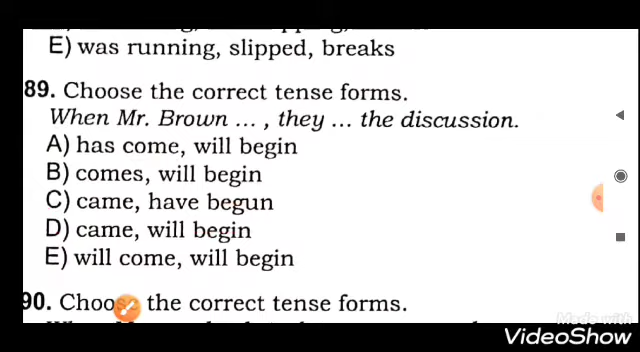 E) was running, slipped, breaks
89. Choose the correct tense forms.
When Mr. Brown ... , they ... the discussion.
A) has come, will begin
B) comes, will begin
C) came, have begun
D) came, will begin
E) will come, will begin
90. Choose the correct tense forms.
Made with
VideoShow